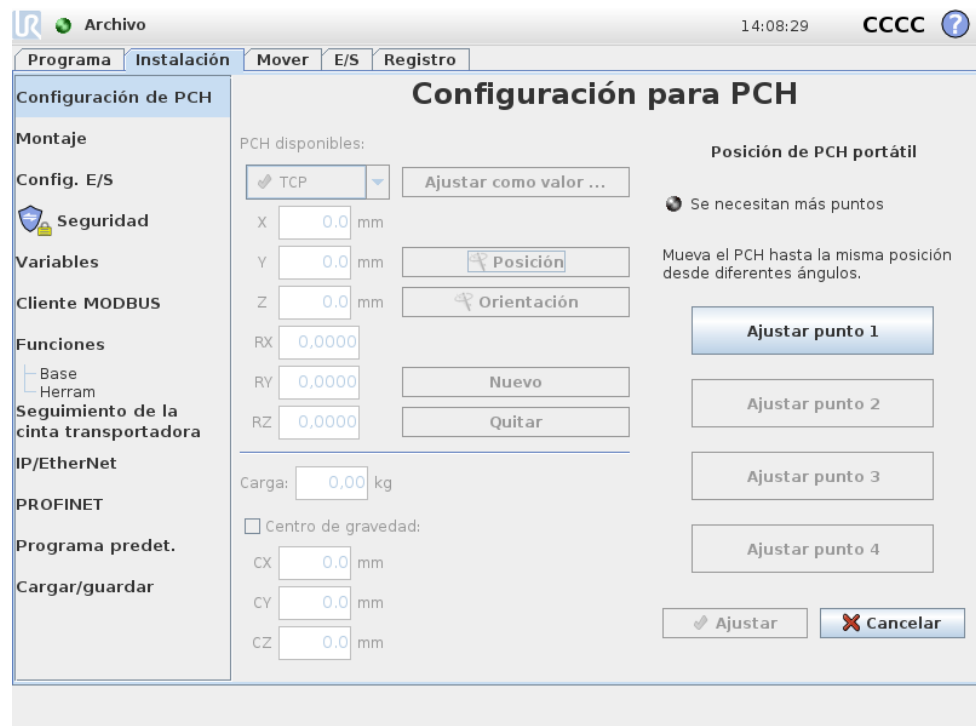 UR Archivo 14:08:29 CCCC ?
Programa Instalación Mover E/S Registro
Configuración de PCH
Montaje
Config. E/S
Seguridad
Variables
Cliente MODBUS
Funciones
Base
Herram
Seguimiento de la
cinta transportadora
IP/EtherNet
PROFINET
Programa predet.
Cargar/guardar
Configuración para PCH
PCH disponibles:
TCP Ajustar como valor ...
X 0.0 mm
Y 0.0 mm Posición
Z 0.0 mm Orientación
RX 0,0000
RY 0,0000 Nuevo
RZ 0,0000 Quitar
Carga: 0,00 kg
Centro de gravedad:
CX 0.0 mm
CY 0.0 mm
CZ 0.0 mm
Posición de PCH portátil
Se necesitan más puntos
Mueva el PCH hasta la misma posición
desde diferentes ángulos.
Ajustar punto 1
Ajustar punto 2
Ajustar punto 3
Ajustar punto 4
Ajustar Cancelar